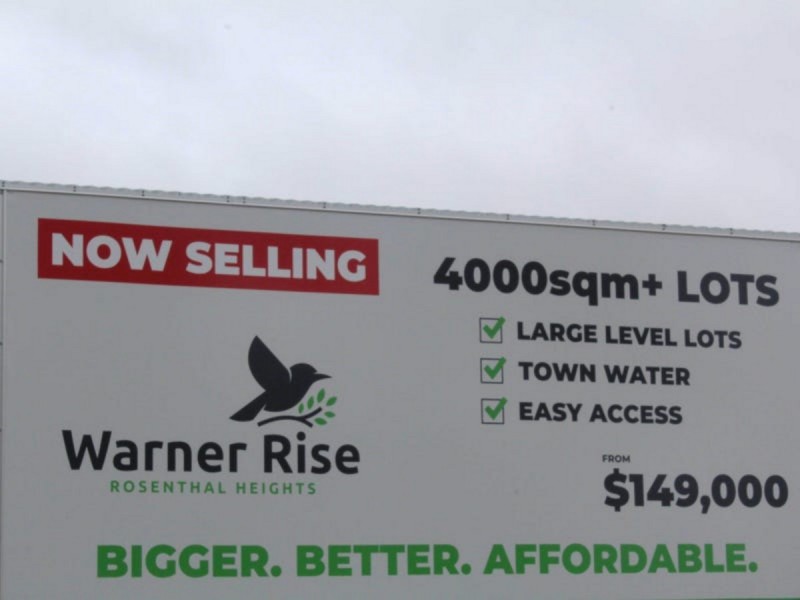 NOW SELLING
4000sqm+ LOTS
LARGE LEVEL LOTS
TOWN WATER
EASY ACCESS
Warner Rise
ROSENTHAL HEIGHTS
FROM
$149,000
BIGGER. BETTER. AFFORDABLE.